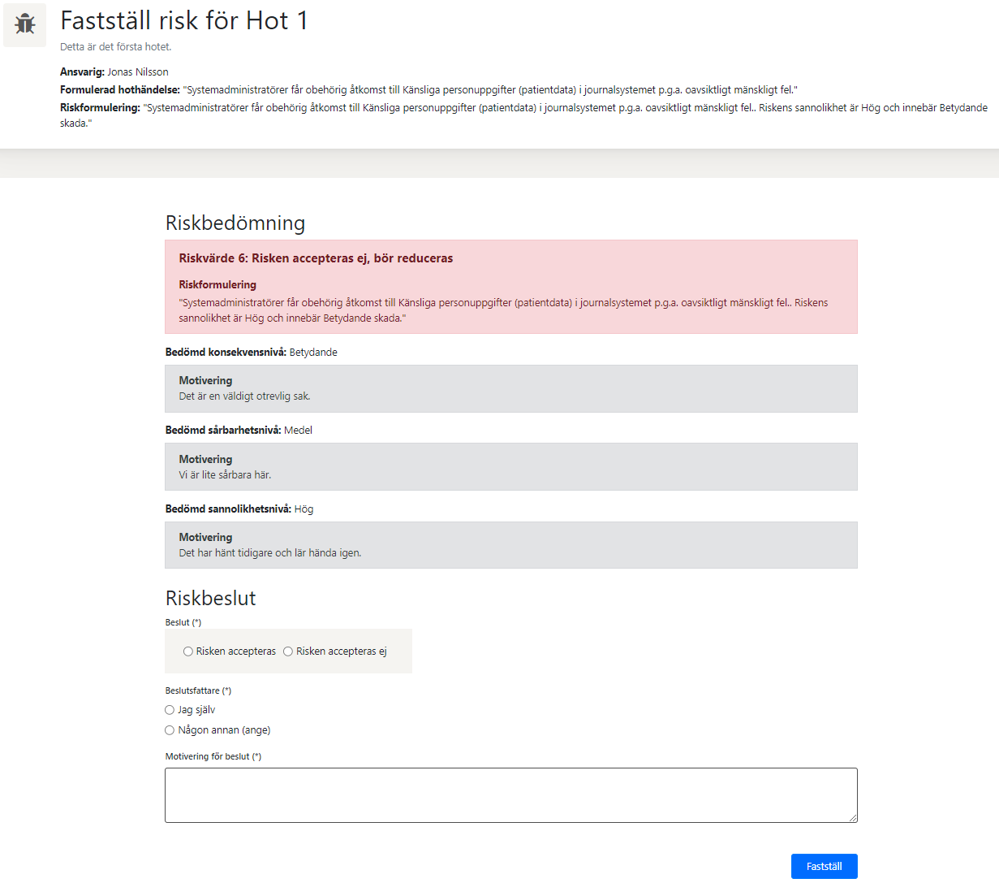 Fastställ risk för Hot 1
Detta är det första hotet.
Ansvarig: Jonas Nilsson
Formulerad hothändelse: "Systemadministratörer får obehörig åtkomst till Känsliga personuppgifter (patientdata) i journalsystemet p.g.a. oavsiktligt mänskligt fel."
Riskformulering: "Systemadministratörer får obehörig åtkomst till Känsliga personuppgifter (patientdata) i journalsystemet p.g.a. oavsiktligt mänskligt fel.. Riskens sannolikhet är Hög och innebär Betydande
skada."
Riskbedömning
Riskvärde 6: Risken accepteras ej, bör reduceras
Riskformulering
"Systemadministratörer får obehörig åtkomst till Känsliga personuppgifter (patientdata) i journalsystemet p.g.a. oavsiktligt mänskligt fel.. Riskens
sannolikhet är Hög och innebär Betydande skada."
Bedömd konsekvensnivå: Betydande
Motivering
Det är en väldigt otrevlig sak.
Bedömd sårbarhetsnivå: Medel
Motivering
Vi är lite sårbara här.
Bedömd sannolikhetsnivå: Hög
Motivering
Det har hänt tidigare och lär hända igen.
Riskbeslut
Beslut (*)
Risken accepteras Risken accepteras ej
Beslutsfattare (*)
Jag själv
Någon annan (ange)
Motivering för beslut (*)
Fastställ